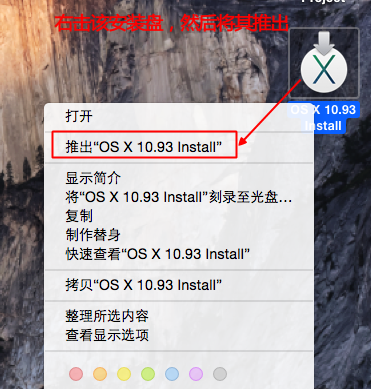 Project
右击该安装盘，然后将其推出
OS X 10.93
Install
打开
推出“OS X 10.93 Install”
显示简介
将“OS X 10.93 Install”刻录至光盘...
复制
制作替身
快速查看“OS X 10.93 Install”
拷贝“OS X 10.93 Install”
整理所选内容
查看显示选项